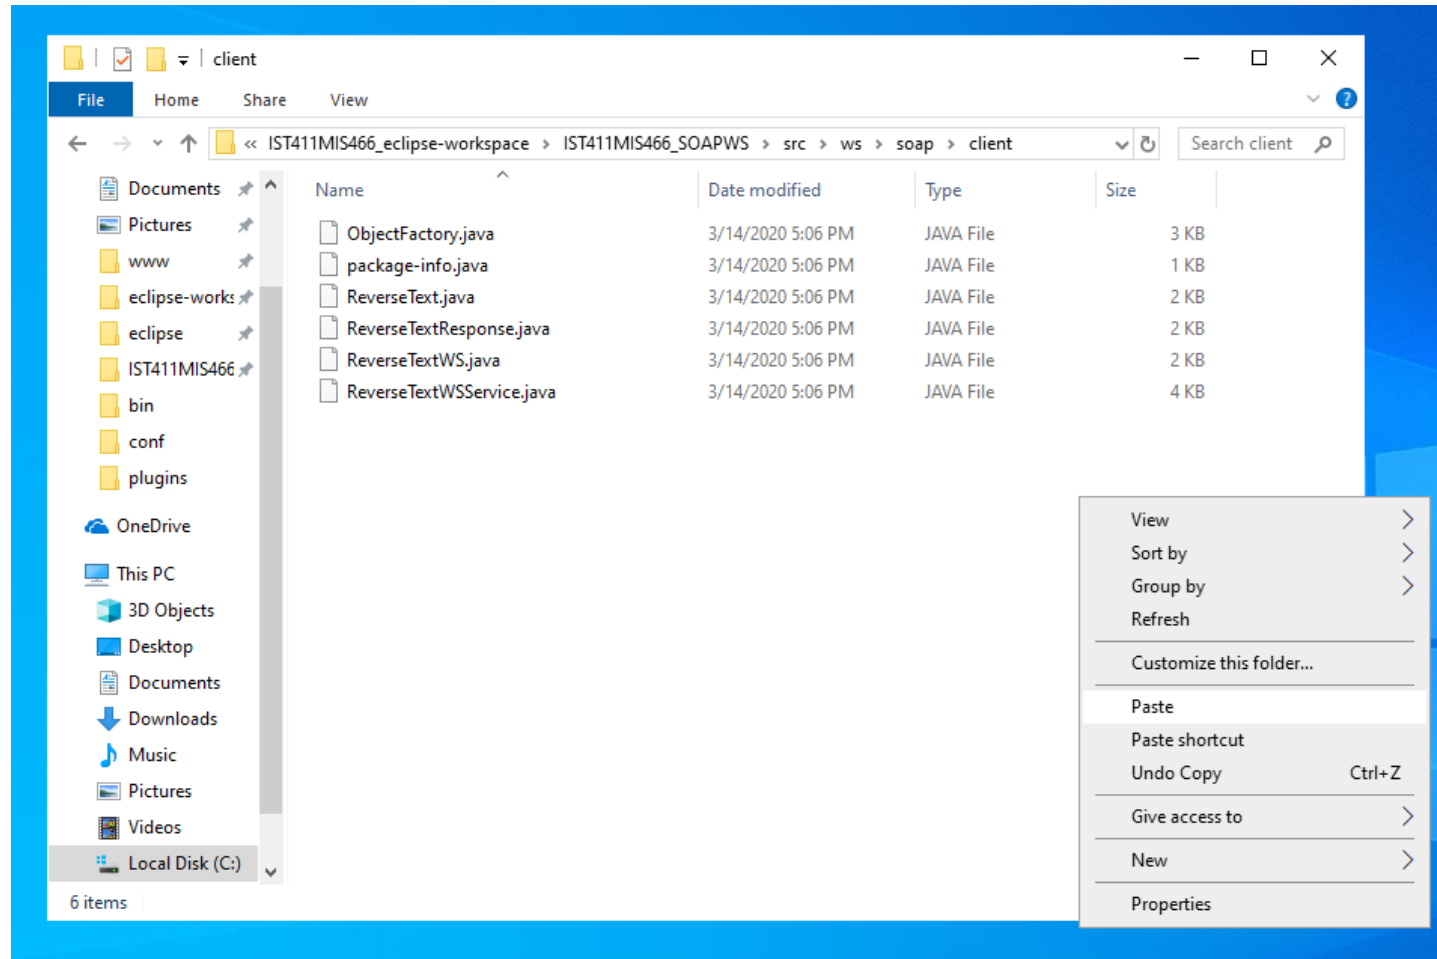 client
File Home Share View
« IST411MIS466_eclipse-workspace > IST411MIS466_SOAPWS > src > ws > soap > client
Search client
Documents
Pictures
www
eclipse-works
eclipse
IST411MIS466
bin
conf
plugins
OneDrive
This PC
3D Objects
Desktop
Documents
Downloads
Music
Pictures
Videos
Local Disk (C:)
Name Date modified Type Size
ObjectFactory.java 3/14/2020 5:06 PM JAVA File 3 KB
package-info.java 3/14/2020 5:06 PM JAVA File 1 KB
ReverseText.java 3/14/2020 5:06 PM JAVA File 2 KB
ReverseTextResponse.java 3/14/2020 5:06 PM JAVA File 2 KB
ReverseTextWS.java 3/14/2020 5:06 PM JAVA File 2 KB
ReverseTextWSService.java 3/14/2020 5:06 PM JAVA File 4 KB
View
Sort by
Group by
Refresh
Customize this folder...
Paste
Paste shortcut
Undo Copy Ctrl+Z
Give access to
New
Properties
6 items